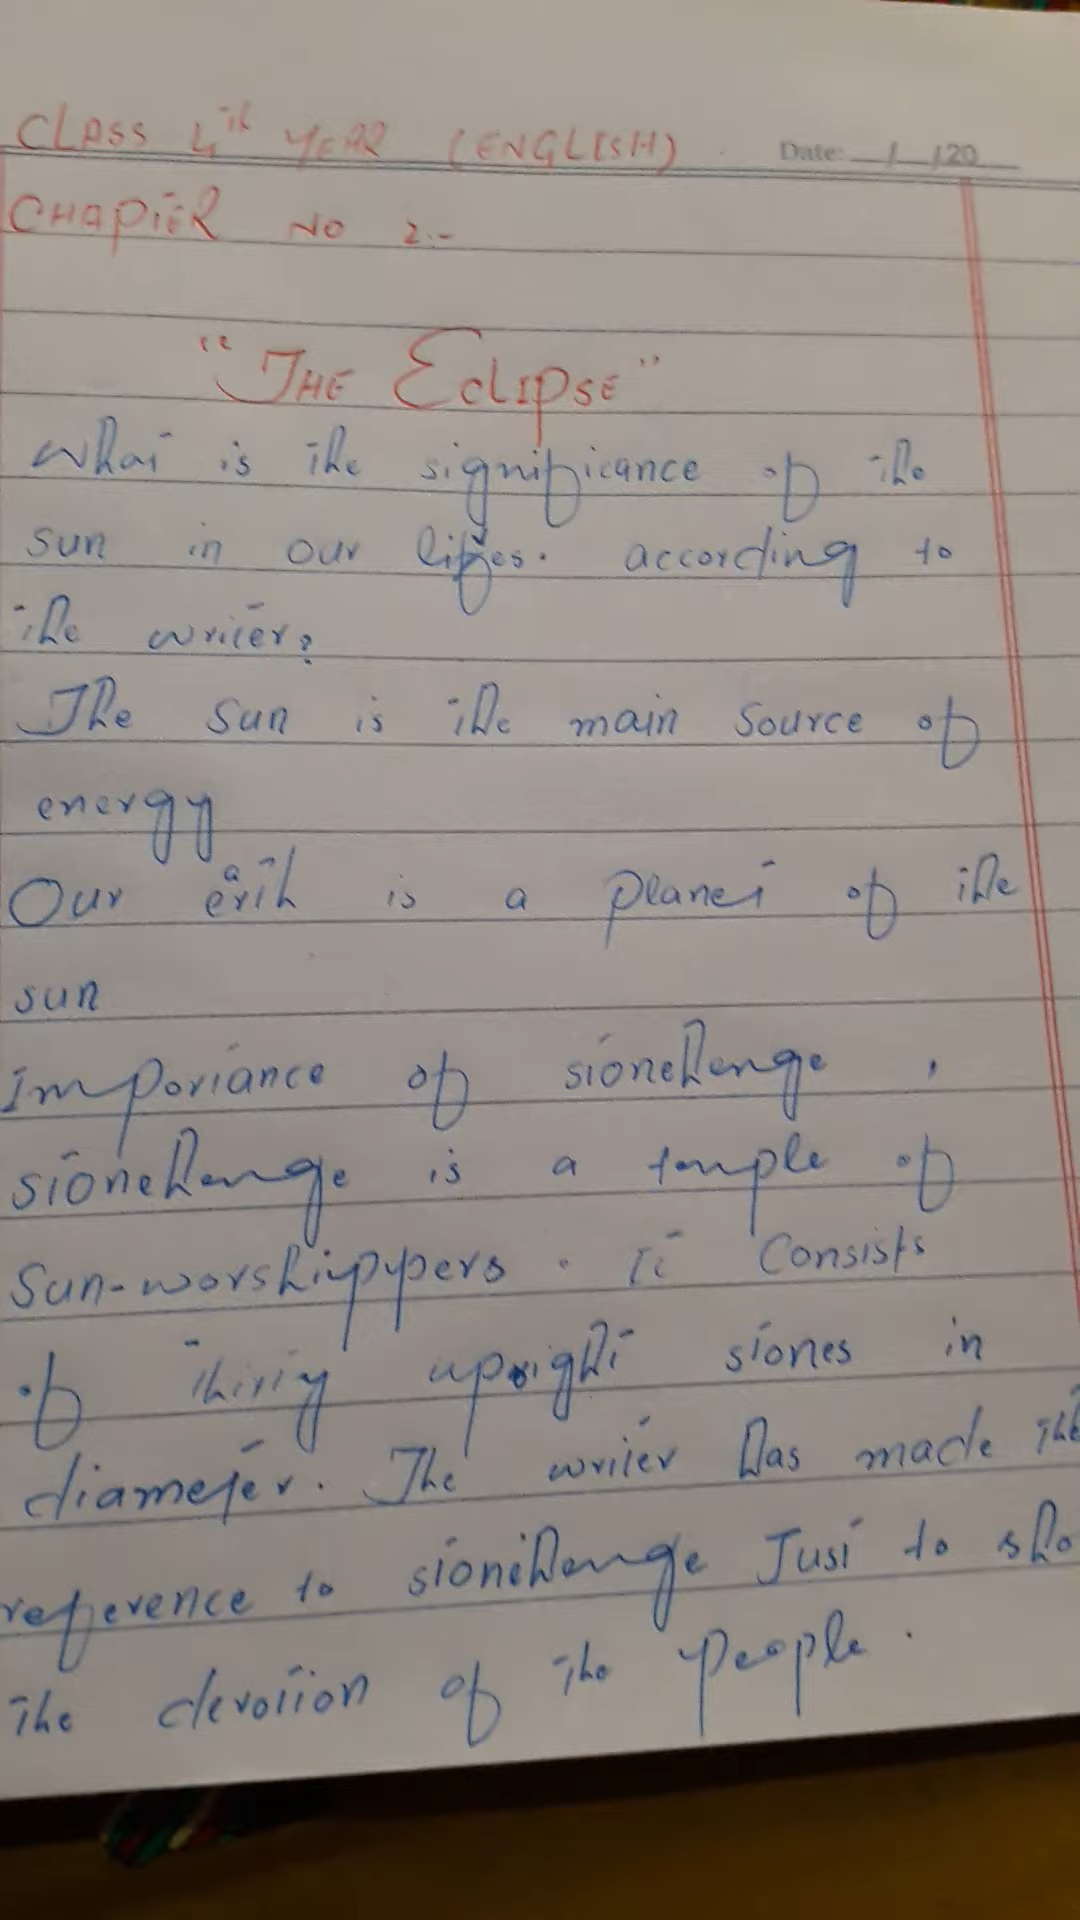 CLASS 4th YEAR (ENGLISH)
Date: / /20
CHAPTER NO 2:-
"THE EclIPSE"
What is the significance of the
sun in our lifves. according to
the writer?
The Sun is the main source of
energy
Our earth is a planet of the
sun
Importance of stonehenge,
stonehenge is a temple of
Sun-worshippers. It Consists
of thirty upright stones in
diameter. The writer has made the
reference to stonehenge Just to sho
the devotion of the people.